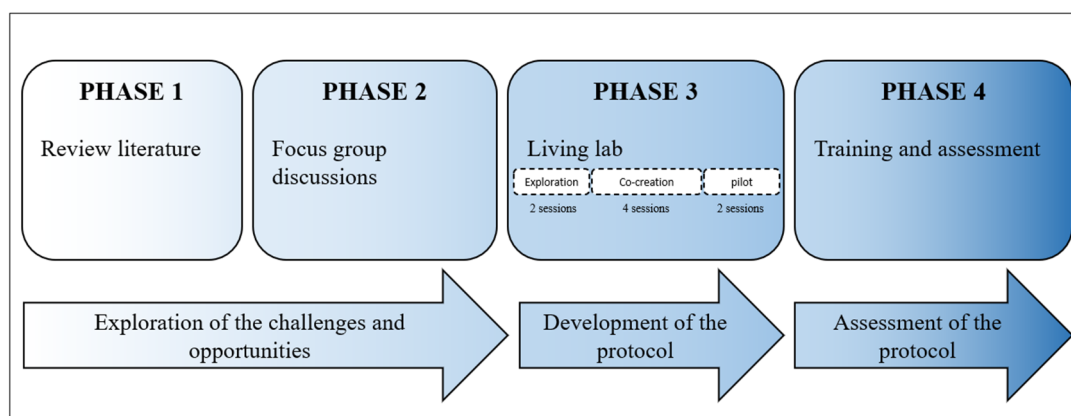 PHASE 1
Review literature
PHASE 2
Focus group
discussions
PHASE 3
Living lab
Exploration
Co-creation
pilot
2 sessions
4 sessions
2 sessions
PHASE 4
Training and assessment
Exploration of the challenges and
opportunities
Development of the
protocol
Assessment of the
protocol